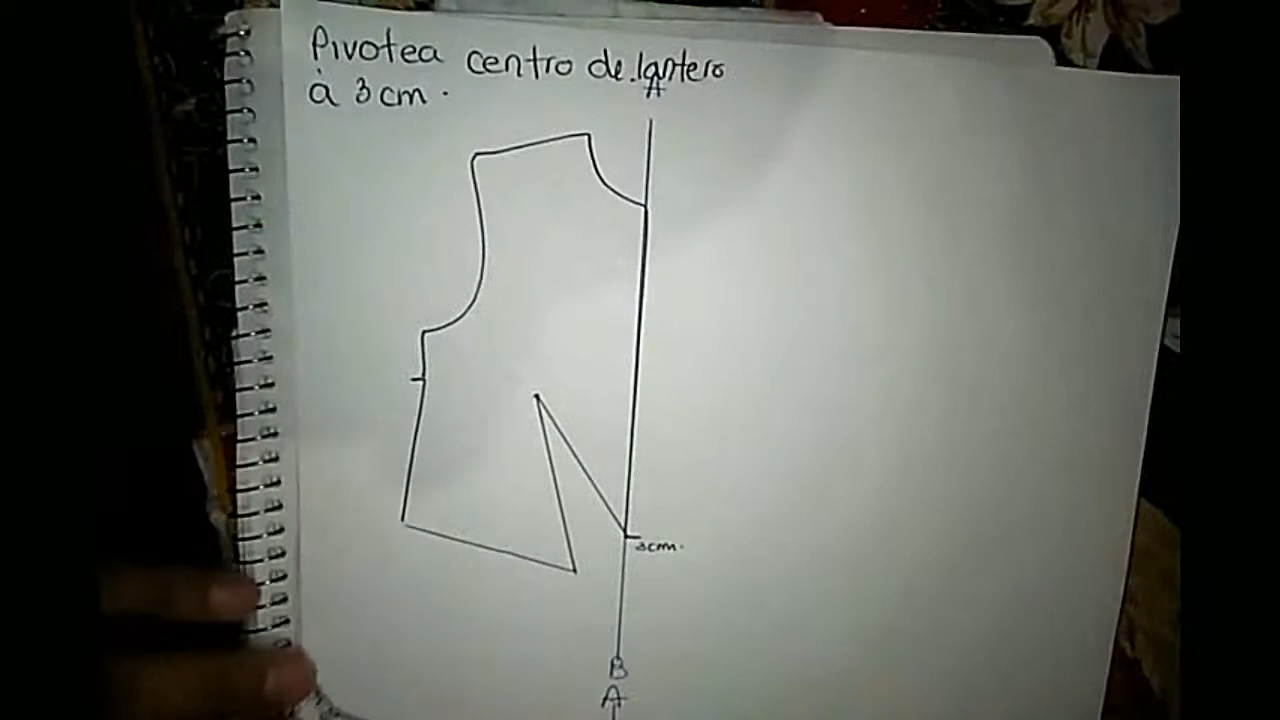 Pivotea centro de.lantero
à 3cm.
A
3cm.
B
A